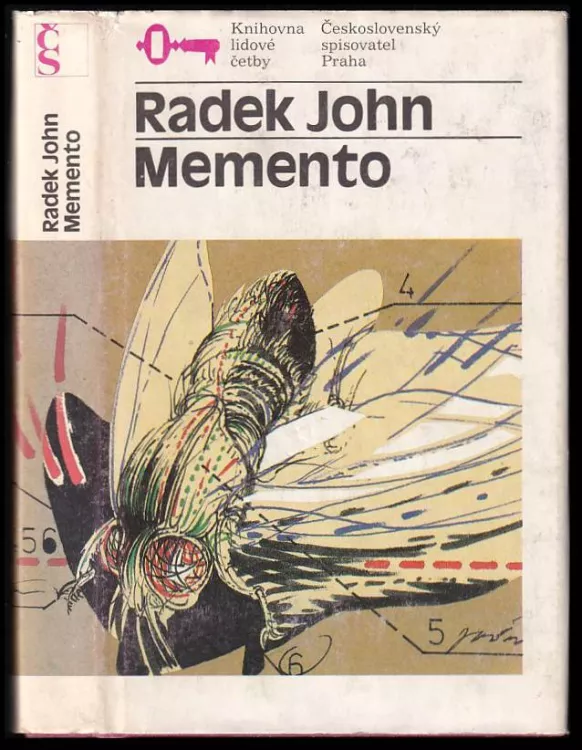 ČS
Radek John
Memento
Knihovna
lidové
četby
Československý
spisovatel
Praha
Radek John
Memento
4
56
5
6